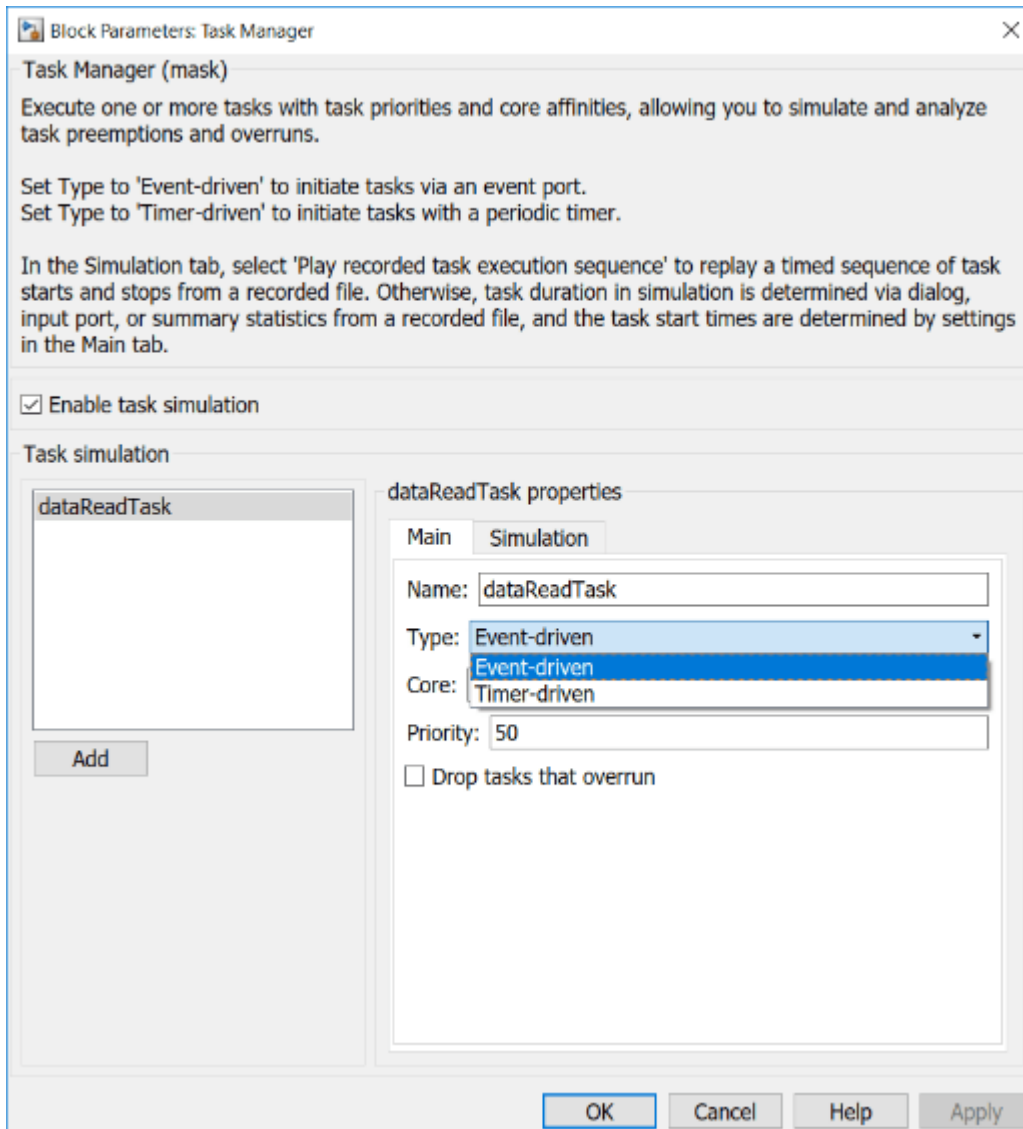 Block Parameters: Task Manager
Task Manager (mask)
Execute one or more tasks with task priorities and core affinities, allowing you to simulate and analyze
task preemptions and overruns.
Set Type to 'Event-driven' to initiate tasks via an event port.
Set Type to 'Timer-driven' to initiate tasks with a periodic timer.
In the Simulation tab, select 'Play recorded task execution sequence' to replay a timed sequence of task
starts and stops from a recorded file. Otherwise, task duration in simulation is determined via dialog,
input port, or summary statistics from a recorded file, and the task start times are determined by settings
in the Main tab.
Enable task simulation
Task simulation
dataReadTask
Add
dataReadTask properties
Main Simulation
Name: dataReadTask
Type: Event-driven
Event-driven
Core:
Timer-driven
Priority: 50
Drop tasks that overrun
OK Cancel Help Apply